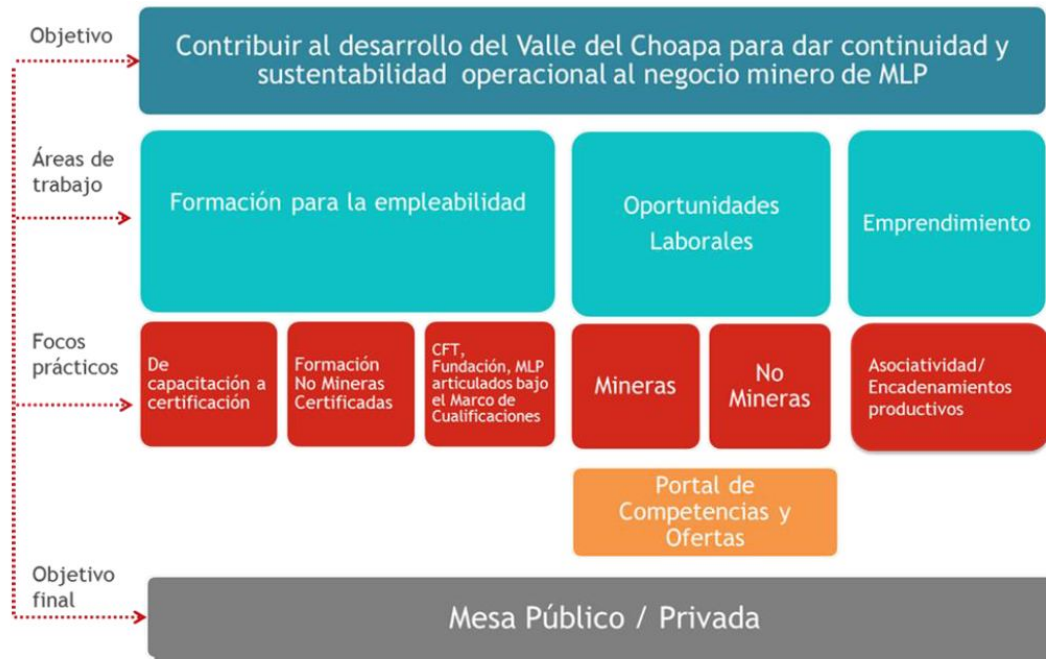 Objetivo
Contribuir al desarrollo del Valle del Choapa para dar continuidad y
sustentabilidad operacional al negocio minero de MLP
Áreas de
trabajo
Formación para la empleabilidad
Oportunidades
Laborales
Emprendimiento
Focos
prácticos
De
capacitación a
certificación
Formación
No Mineras
Certificadas
CFT,
Fundación, MLP
articulados bajo
el Marco de
Cualificaciones
Mineras
No
Mineras
Asociatividad/
Encadenamientos
productivos
Portal de
Competencias y
Ofertas
Objetivo
final
Mesa Público / Privada